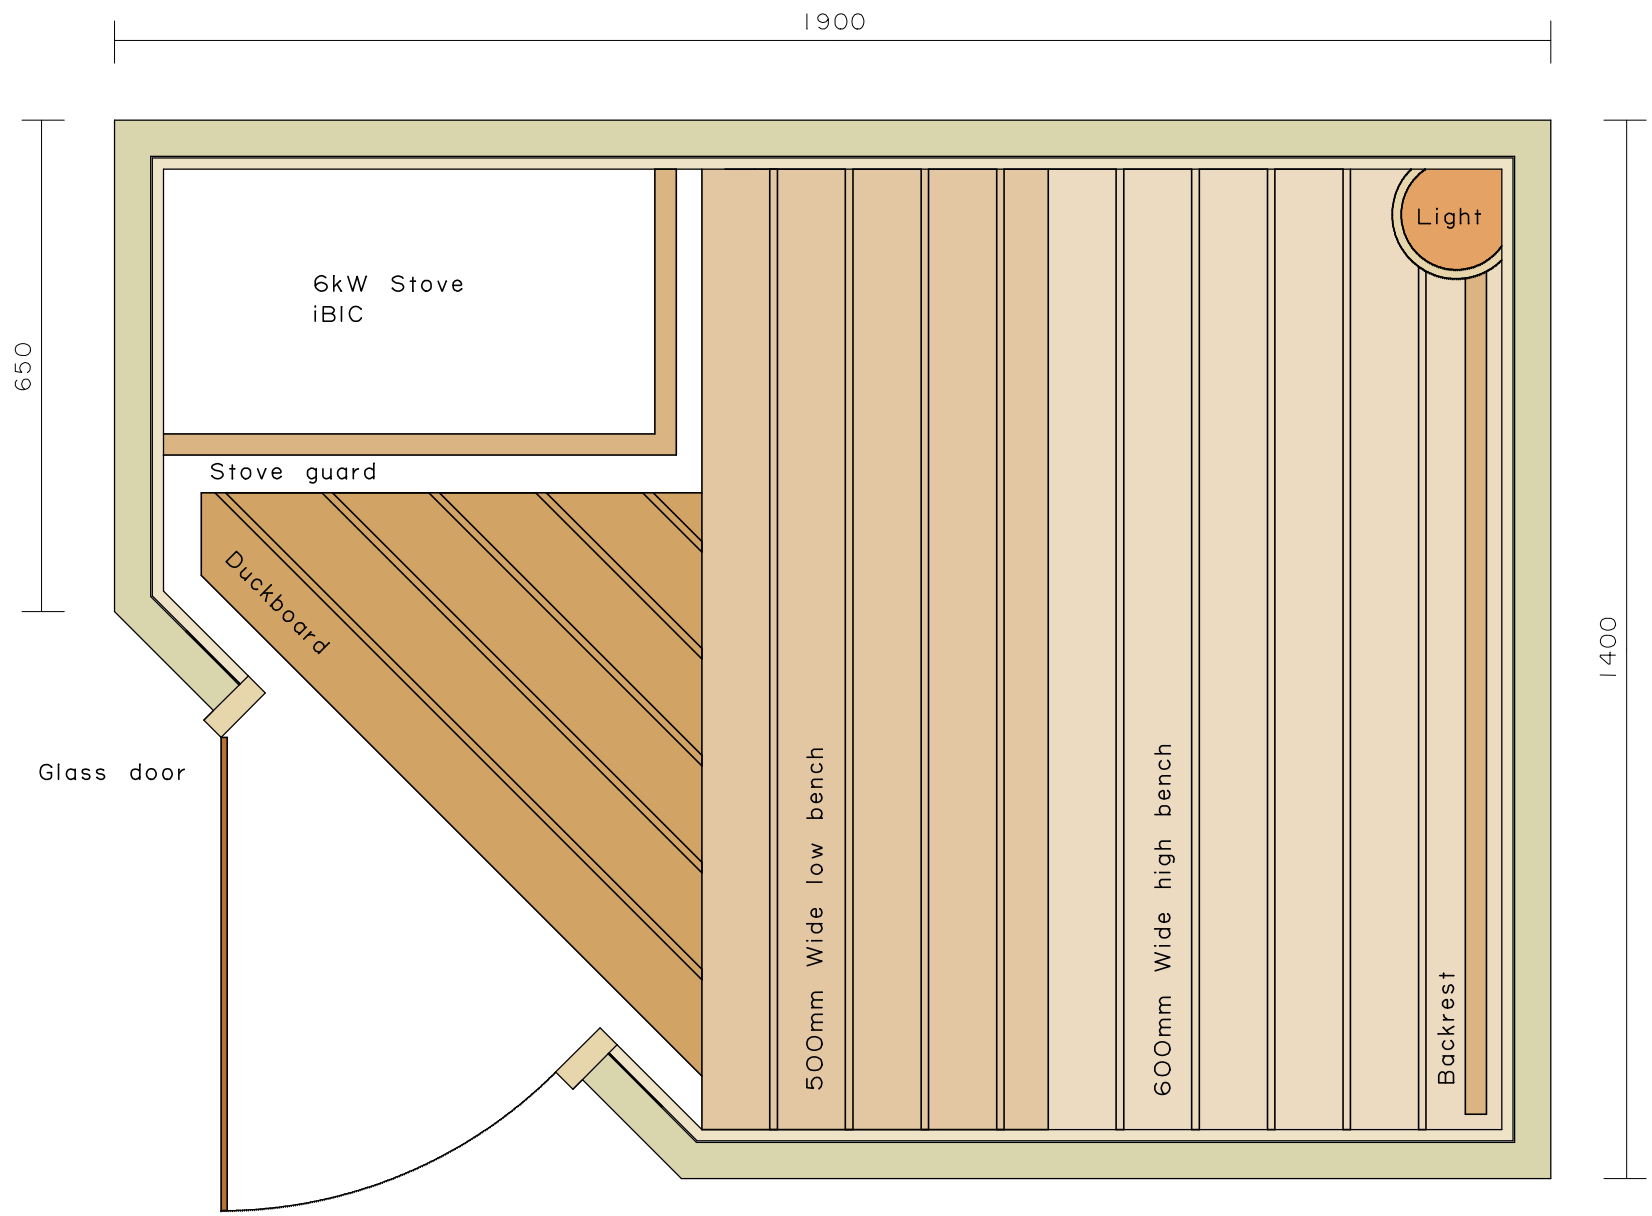 1900
Light
6kW Stove
iBIC
650
Stove guard
Duckboard
1400
Glass door
500mm Wide low bench
600mm Wide high bench
Backrest